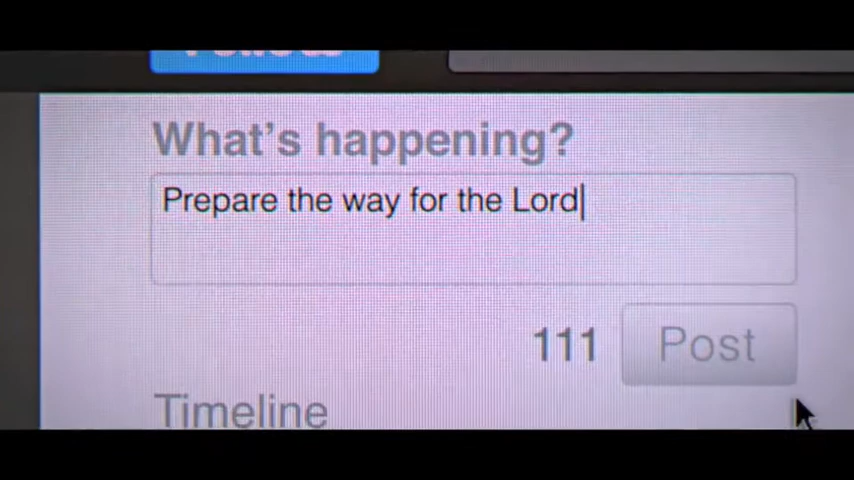 What's happening?
Prepare the way for the Lord
111 Post
Timeline